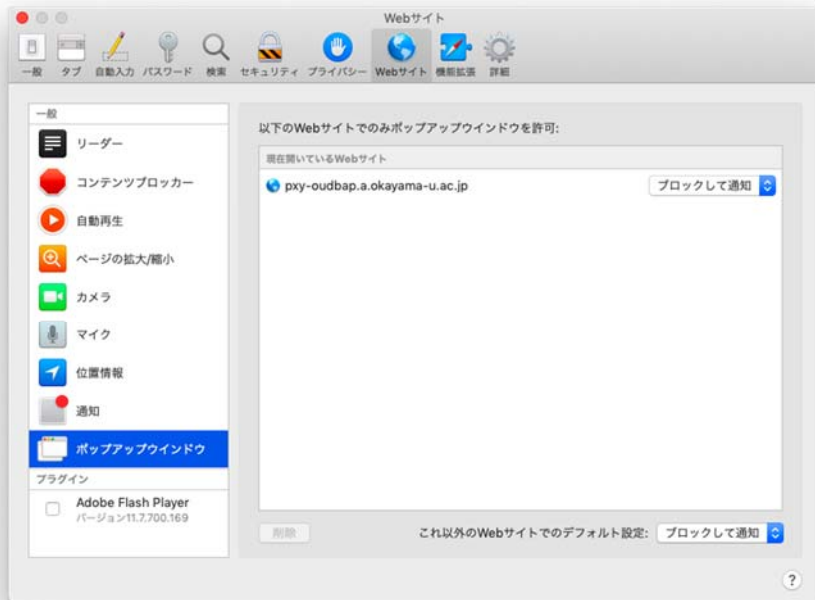 Webサイト
一般 タブ 自動入力 パスワード 検索 セキュリティ プライバシー Webサイト 機能拡張 詳細
一般
リーダー
コンテンツブロッカー
自動再生
ページの拡大/縮小
カメラ
マイク
位置情報
通知
ポップアップウインドウ
プラグイン
Adobe Flash Player
バージョン11.7.700.169
以下のWebサイトでのみポップアップウインドウを許可:
現在開いているWebサイト
pxy-oudbap.a.okayama-u.ac.jp ブロックして通知
削除 これ以外のWebサイトでのデフォルト設定: ブロックして通知
?